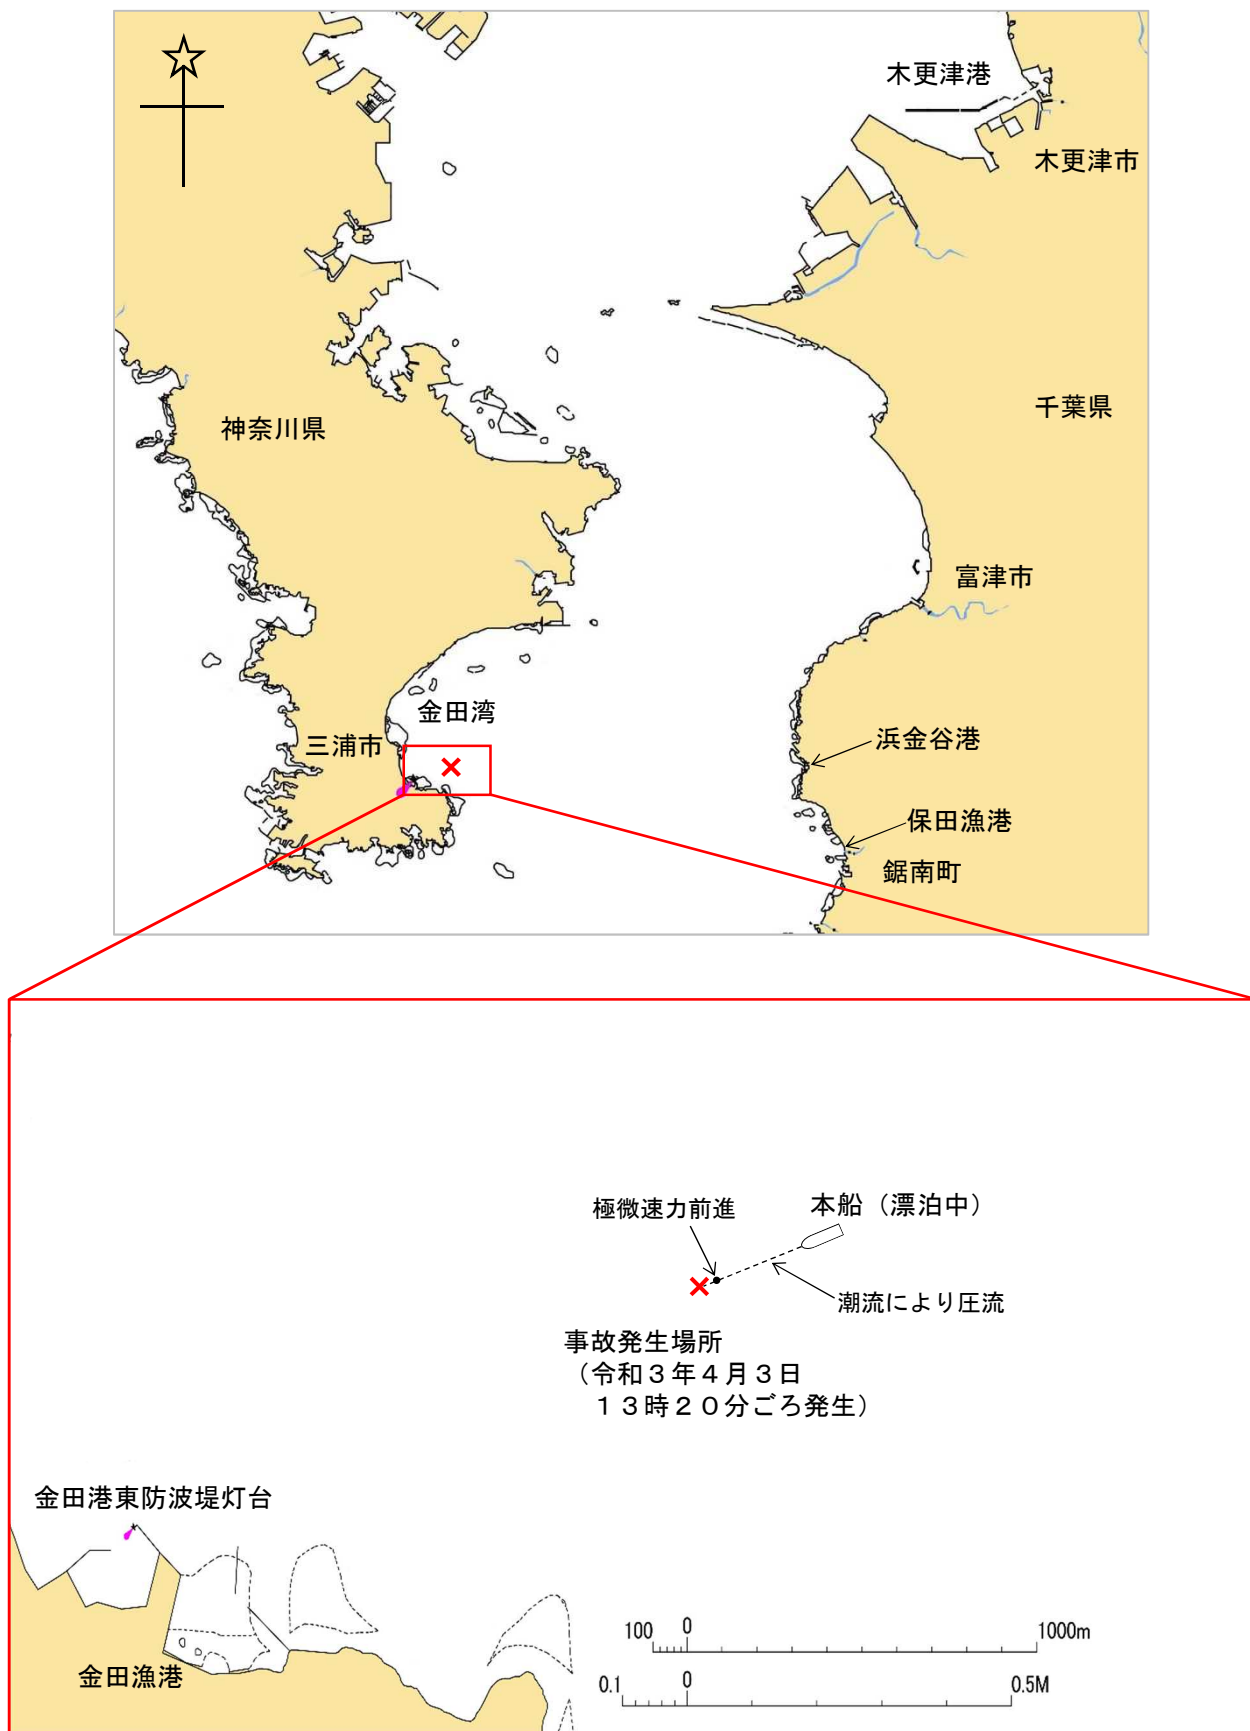 木更津港
木更津市
千葉県
神奈川県
富津市
金田湾
三浦市
浜金谷港
保田漁港
鋸南町
極微速力前進
本船（漂泊中）
潮流により圧流
事故発生場所
（令和３年４月３日
１３時２０分ごろ発生）
金田港東防波堤灯台
金田漁港
100 0 1000m
0.1 0 0.5M